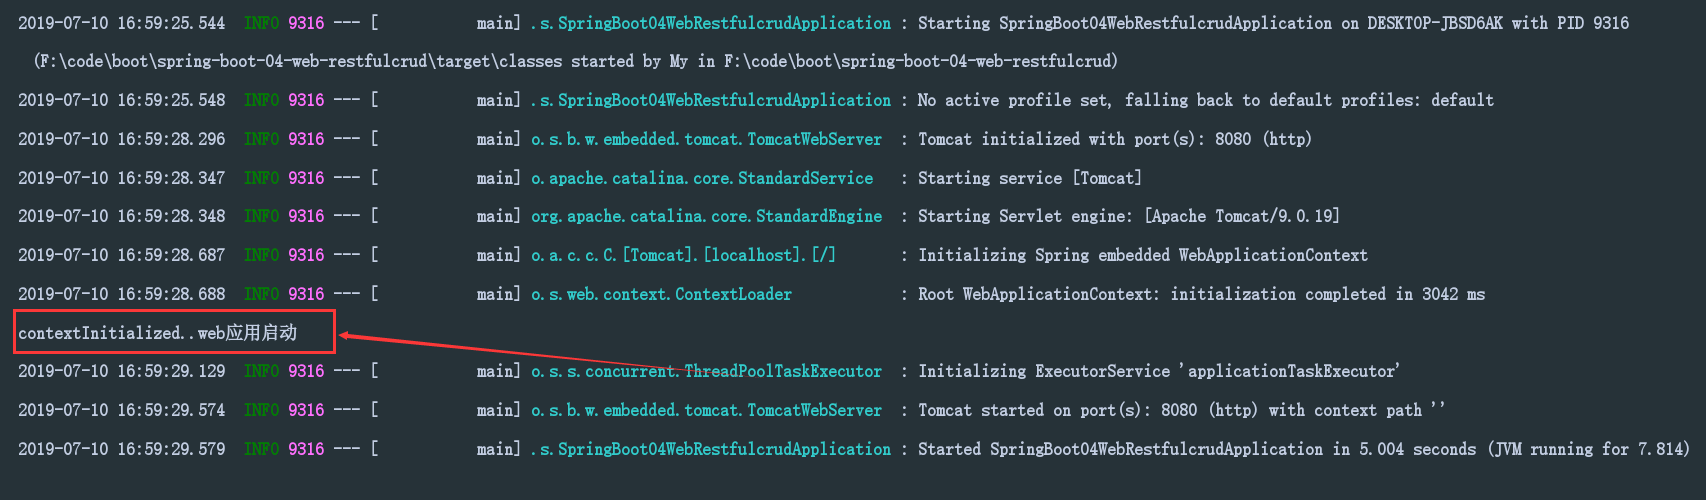 2019-07-10 16:59:25.544  INFO 9316 --- [           main] .s.SpringBoot04WebRestfulcrudApplication : Starting SpringBoot04WebRestfulcrudApplication on DESKTOP-JBSD6AK with PID 9316
(F:\code\boot\spring-boot-04-web-restfulcrud\target\classes started by My in F:\code\boot\spring-boot-04-web-restfulcrud)
2019-07-10 16:59:25.548  INFO 9316 --- [           main] .s.SpringBoot04WebRestfulcrudApplication : No active profile set, falling back to default profiles: default
2019-07-10 16:59:28.296  INFO 9316 --- [           main] o.s.b.w.embedded.tomcat.TomcatWebServer  : Tomcat initialized with port(s): 8080 (http)
2019-07-10 16:59:28.347  INFO 9316 --- [           main] o.apache.catalina.core.StandardService   : Starting service [Tomcat]
2019-07-10 16:59:28.348  INFO 9316 --- [           main] org.apache.catalina.core.StandardEngine  : Starting Servlet engine: [Apache Tomcat/9.0.19]
2019-07-10 16:59:28.687  INFO 9316 --- [           main] o.a.c.c.C.[Tomcat].[localhost].[/]       : Initializing Spring embedded WebApplicationContext
2019-07-10 16:59:28.688  INFO 9316 --- [           main] o.s.web.context.ContextLoader            : Root WebApplicationContext: initialization completed in 3042 ms
contextInitialized..web应用启动
2019-07-10 16:59:29.129  INFO 9316 --- [           main] o.s.s.concurrent.ThreadPoolTaskExecutor  : Initializing ExecutorService 'applicationTaskExecutor'
2019-07-10 16:59:29.574  INFO 9316 --- [           main] o.s.b.w.embedded.tomcat.TomcatWebServer  : Tomcat started on port(s): 8080 (http) with context path ''
2019-07-10 16:59:29.579  INFO 9316 --- [           main] .s.SpringBoot04WebRestfulcrudApplication : Started SpringBoot04WebRestfulcrudApplication in 5.004 seconds (JVM running for 7.814)